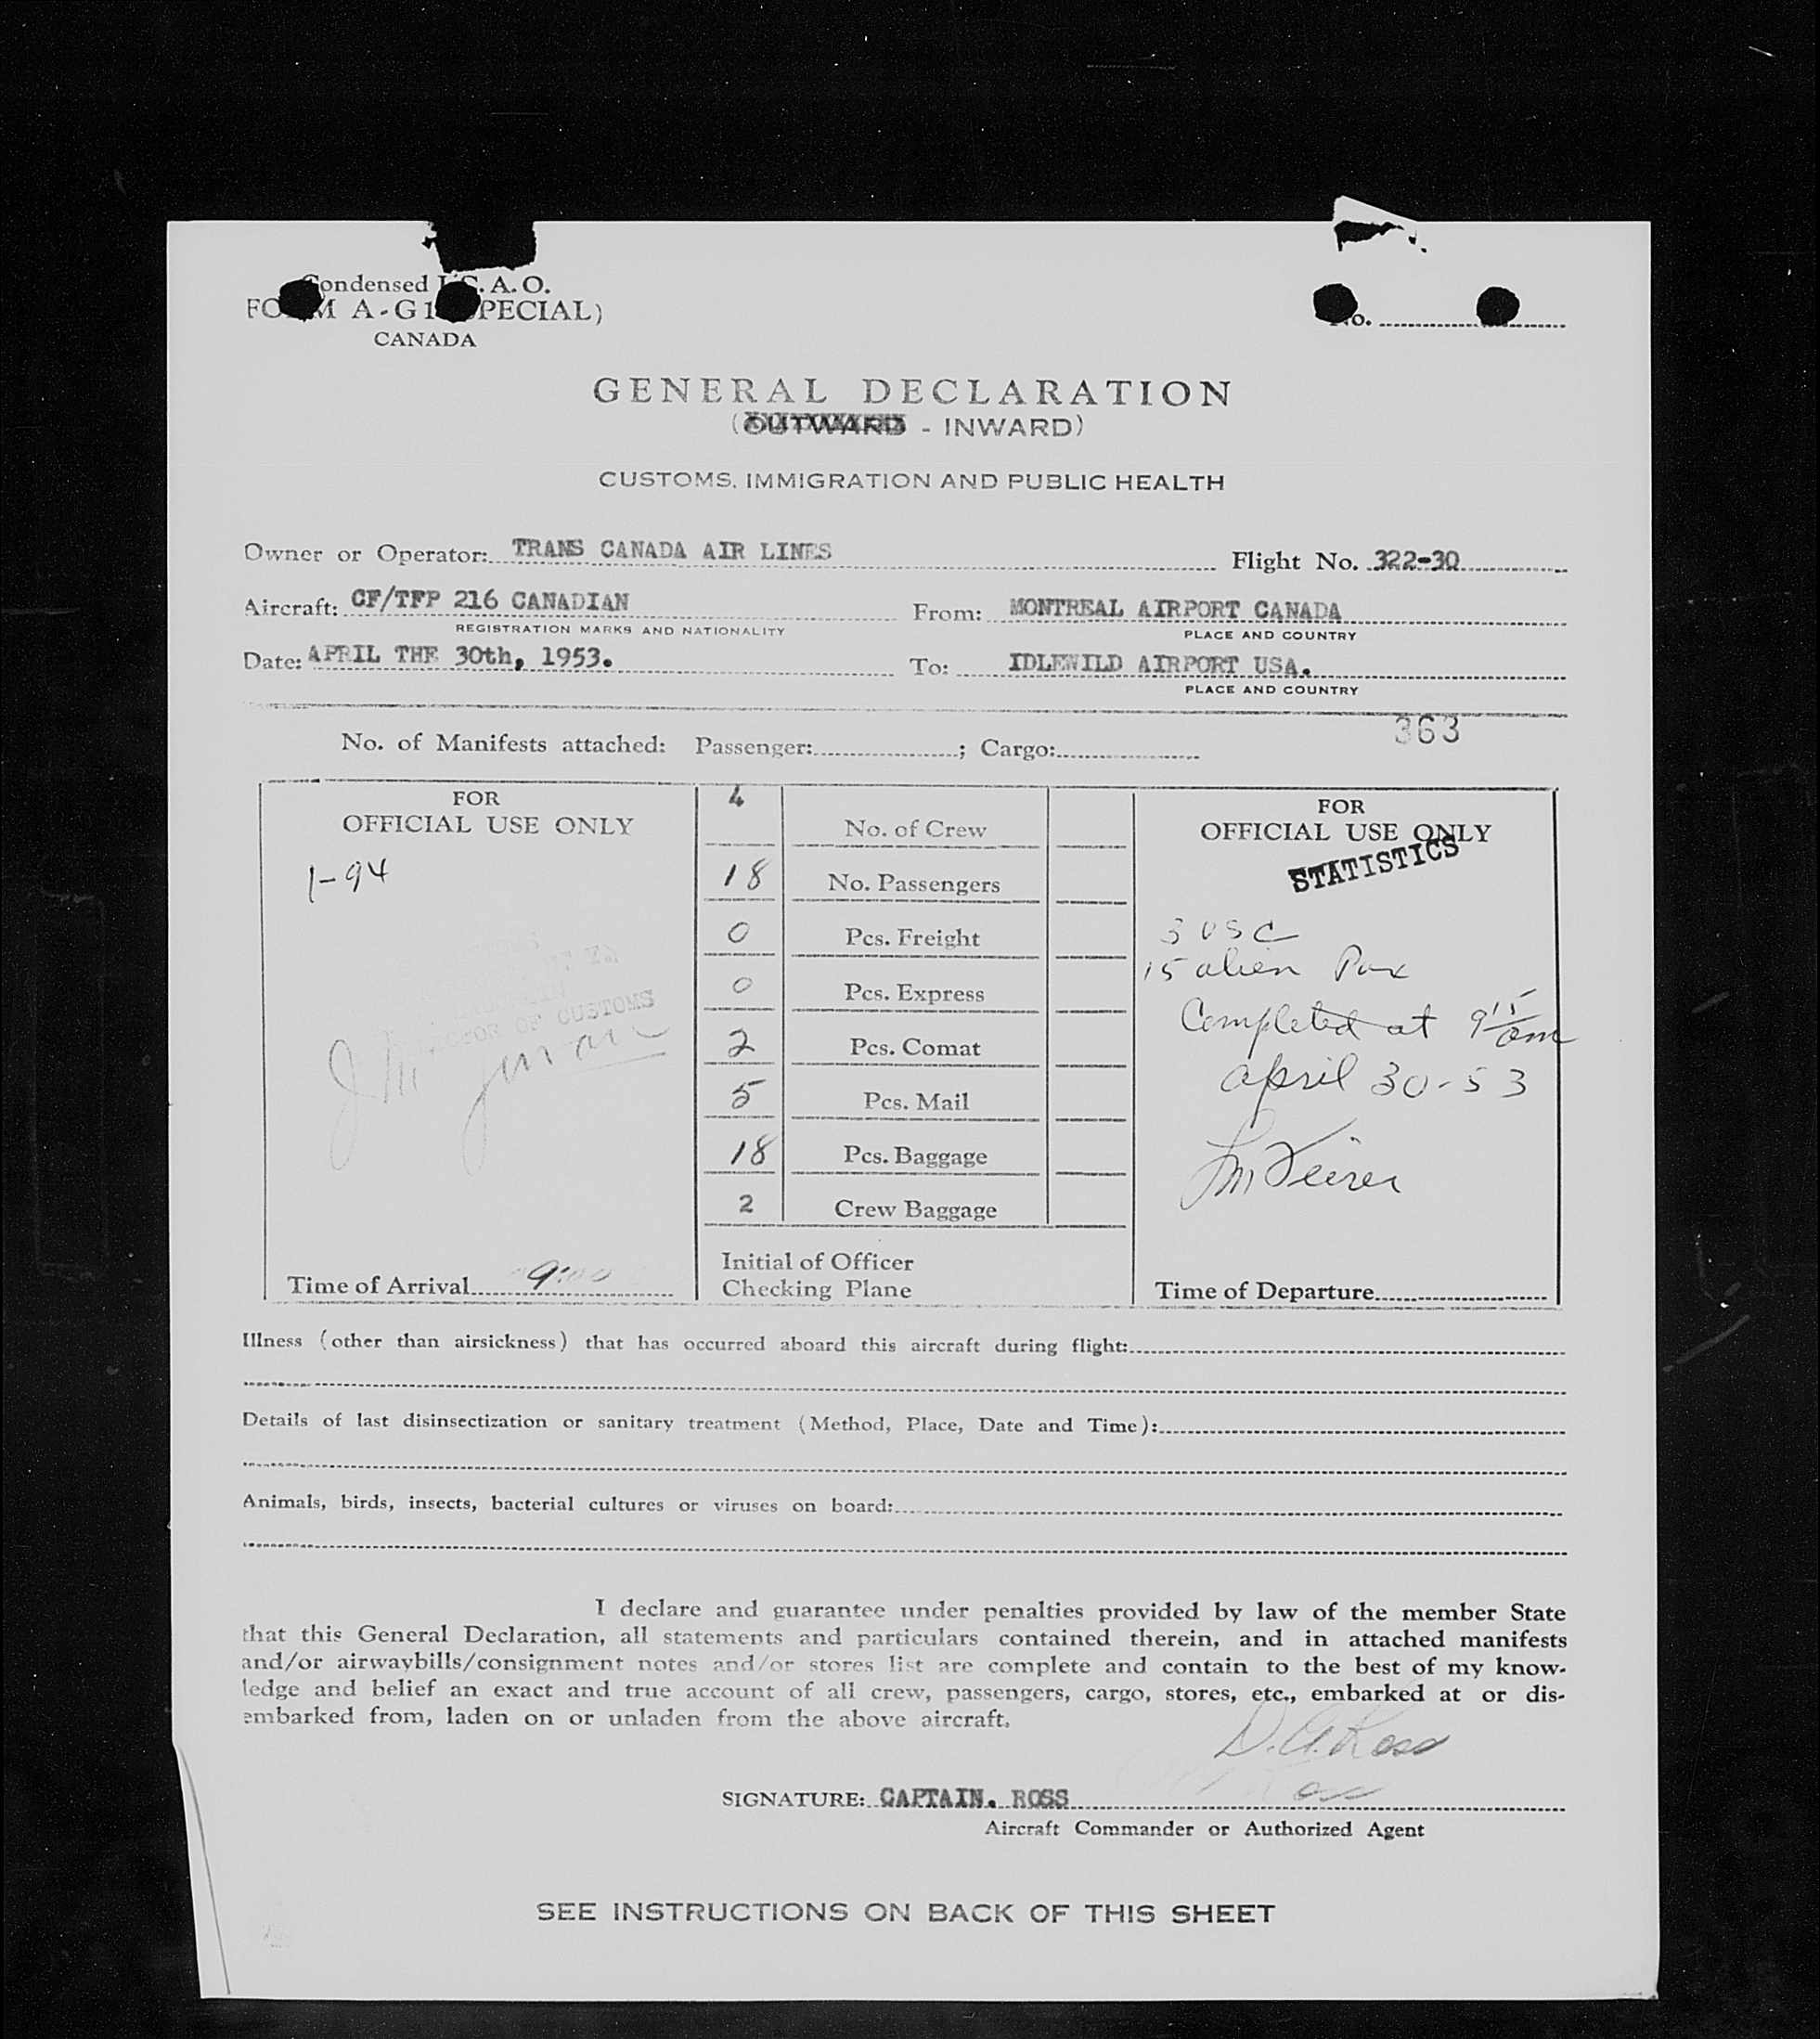 Condensed I.C.A.O.
FORM A-G1 (SPECIAL)
CANADA
No.
GENERAL DECLARATION
(OUTWARD - INWARD)
CUSTOMS, IMMIGRATION AND PUBLIC HEALTH
Owner or Operator: TRANS CANADA AIR LINES Flight No. 322-30
Aircraft: CF/TFP 216 CANADIAN From: MONTREAL AIRPORT CANADA
REGISTRATION MARKS AND NATIONALITY PLACE AND COUNTRY
Date: APRIL THE 30th, 1953. To: IDLEWILD AIRPORT USA.
PLACE AND COUNTRY
363
No. of Manifests attached: Passenger: ; Cargo:
FOR
OFFICIAL USE ONLY
1-94
OF CUSTOMS
Time of Arrival 9:00
4 No. of Crew
18 No. Passengers
0 Pcs. Freight
0 Pcs. Express
2 Pcs. Comat
5 Pcs. Mail
18 Pcs. Baggage
2 Crew Baggage
Initial of Officer
Checking Plane
FOR
OFFICIAL USE ONLY
STATISTICS
3 USC
15 alien Pax
Completed at 9 15/am
april 30-53
Time of Departure
Illness (other than airsickness) that has occurred aboard this aircraft during flight:
Details of last disinsectization or sanitary treatment (Method, Place, Date and Time):
Animals, birds, insects, bacterial cultures or viruses on board:
I declare and guarantee under penalties provided by law of the member State
that this General Declaration, all statements and particulars contained therein, and in attached manifests
and/or airwaybills/consignment notes and/or stores list are complete and contain to the best of my know-
ledge and belief an exact and true account of all crew, passengers, cargo, stores, etc., embarked at or dis-
embarked from, laden on or unladen from the above aircraft.
D.A. Ross
SIGNATURE: CAPTAIN. ROSS
Aircraft Commander or Authorized Agent
SEE INSTRUCTIONS ON BACK OF THIS SHEET